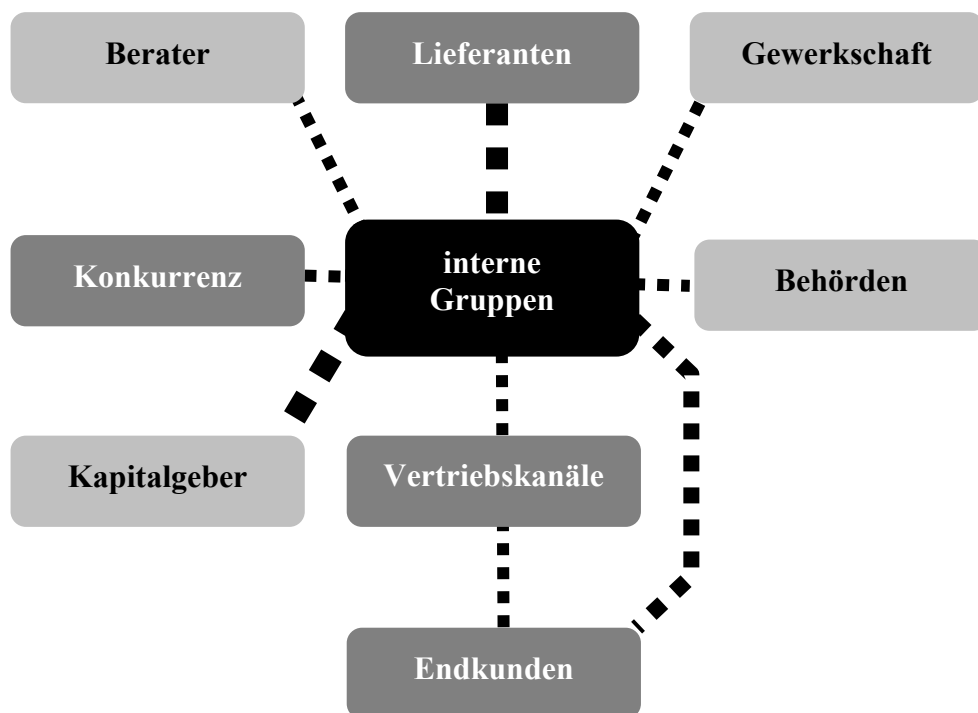 Berater
Lieferanten
Gewerkschaft
Konkurrenz
interne
Gruppen
Behörden
Kapitalgeber
Vertriebskanäle
Endkunden